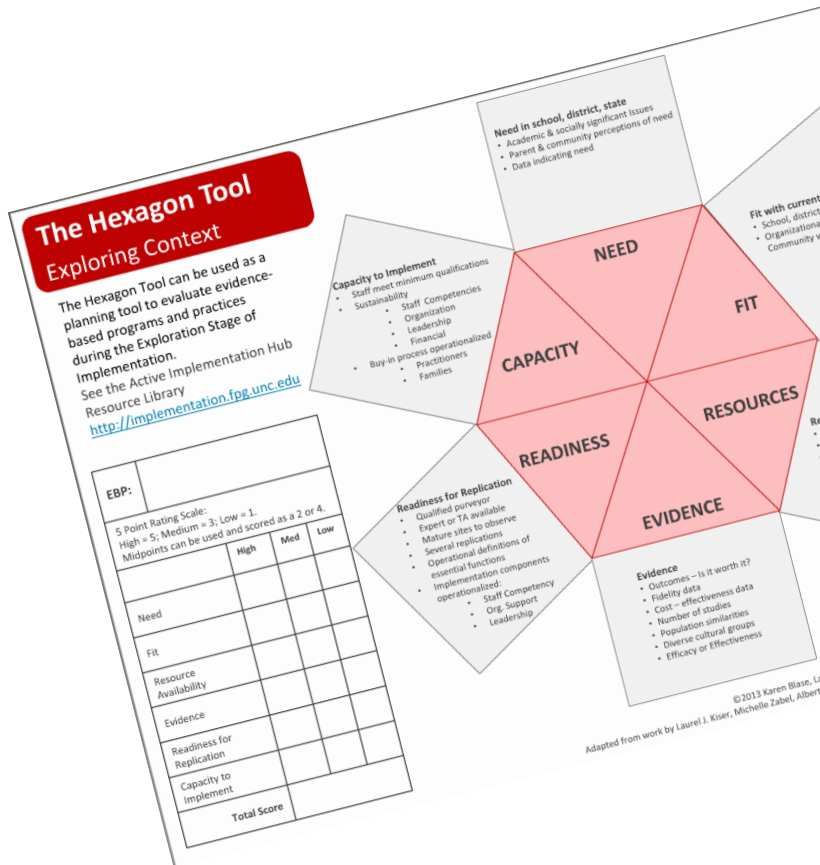 The Hexagon Tool
Exploring Context
The Hexagon Tool can be used as a
planning tool to evaluate evidence-
based programs and practices
during the Exploration Stage of
Implementation.
See the Active Implementation Hub
Resource Library
http://implementation.fpg.unc.edu
EBP:
5 Point Rating Scale:
High = 5; Medium = 3; Low = 1.
Midpoints can be used and scored as a 2 or 4.
High Med Low
Need
Fit
Resource
Availability
Evidence
Readiness for
Replication
Capacity to
Implement
Total Score
Need in school, district, state
• Academic & socially significant Issues
• Parent & community perceptions of need
• Data indicating need
Fit with current
• School, district
• Organizational
Community v
Capacity to Implement
• Staff meet minimum qualifications
• Sustainability
• Staff Competencies
• Organization
• Leadership
• Financial
• Buy-in process operationalized
• Practitioners
• Families
NEED
FIT
CAPACITY
RESOURCES
READINESS
EVIDENCE
Readiness for Replication
• Qualified purveyor
• Expert or TA available
• Mature sites to observe
• Several replications
• Operational definitions of
essential functions
• Implementation components
operationalized:
• Staff Competency
• Org. Support
• Leadership
Evidence
• Outcomes – Is it worth it?
• Fidelity data
• Cost – effectiveness data
• Number of studies
• Population similarities
• Diverse cultural groups
• Efficacy or Effectiveness
©2013 Karen Blase, La
Adapted from work by Laurel J. Kiser, Michelle Zabel, Albert